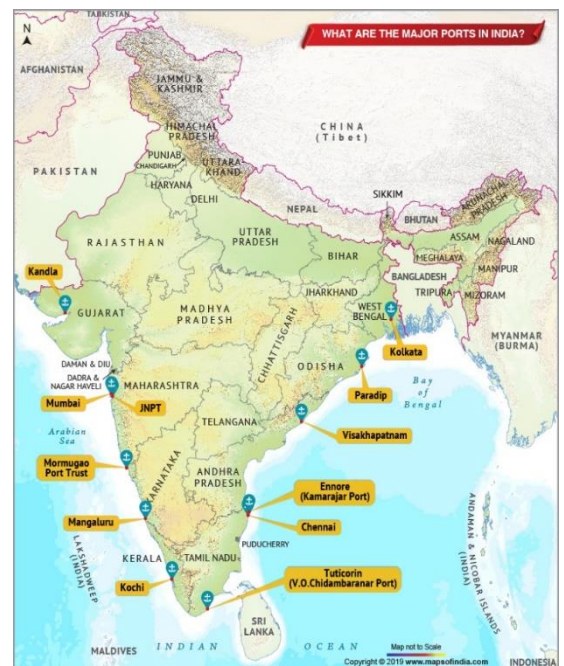 TAJIKISTAN
N
WHAT ARE THE MAJOR PORTS IN INDIA?
AFGHANISTAN
JAMMU &
KASHMIR
CHINA
(Tibet)
HIMACHAL
PRADESH
PUNJAB
CHANDIGARH
UTTARA-
KHAND
PAKISTAN
HARYANA
DELHI
SIKKIM
ARUNACHAL
PRADESH
NEPAL
BHUTAN
RAJASTHAN
UTTAR
PRADESH
ASSAM
NAGALAND
BIHAR
MEGHALAYA
MANIPUR
BANGLADESH
Kandla
JHARKHAND
TRIPURA
MIZORAM
GUJARAT
MADHYA
PRADESH
WEST
BENGAL
CHHATTISGARH
MYANMAR
(BURMA)
Kolkata
DAMAN & DIU
ODISHA
DADRA &
NAGAR HAVELI
MAHARASHTRA
Paradip
Bay
of
Bengal
Mumbai
JNPT
TELANGANA
Visakhapatnam
Arabian
Sea
Mormugao
Port Trust
KARNATAKA
ANDHRA
PRADESH
Ennore
(Kamarajar Port)
Mangaluru
Chennai
ANDAMAN & NICOBAR ISLANDS
(INDIA)
PUDUCHERRY
LAKSHADWEEP
(INDIA)
KERALA
TAMIL NADU
Kochi
Tuticorin
(V.O.Chidambaranar Port)
SRI
LANKA
MALDIVES
INDIAN OCEAN
Map not to Scale
Copyright © 2019 www.mapsofindia.com
INDONESIA